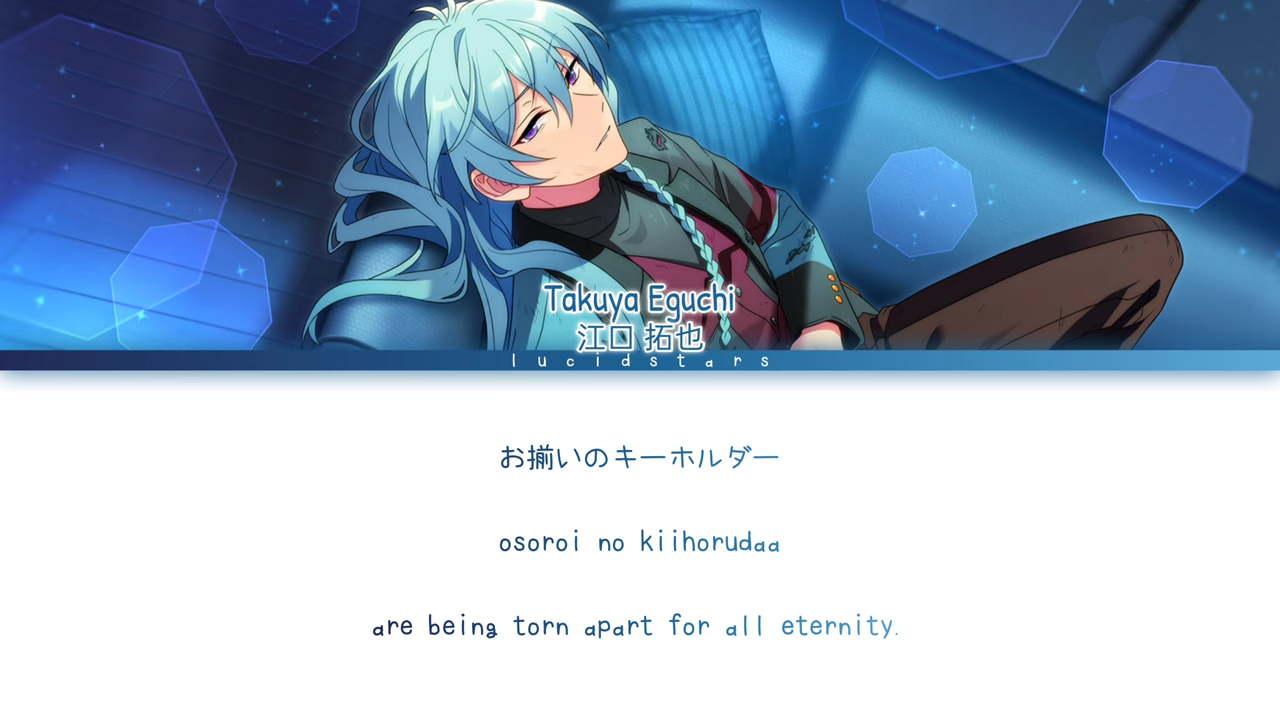 Takuya Eguchi
江口 拓也
lucidstars
お揃いのキーホルダー
osoroi no kiihorudaa
are being torn apart for all eternity.